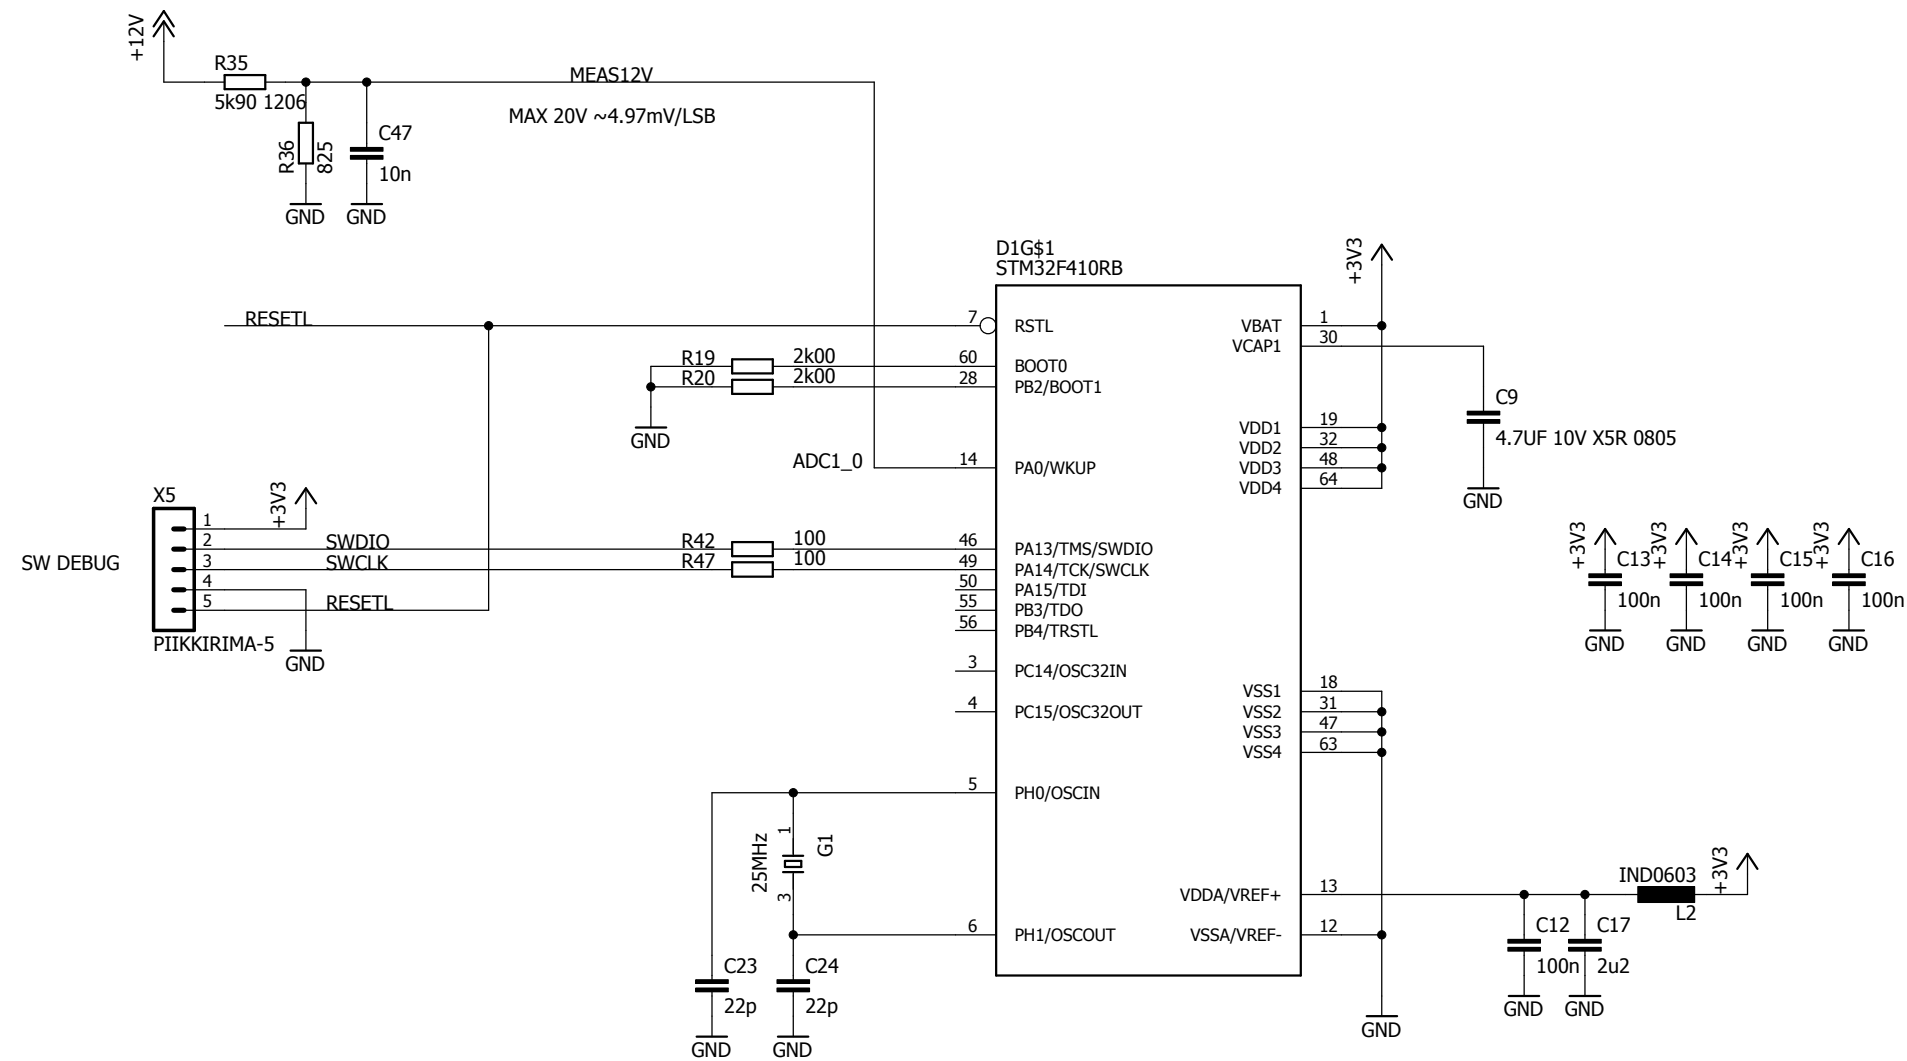 +12V
R35
5k90 1206
MEAS12V
MAX 20V ~4.97mV/LSB
R36
825
C47
10n
GND
GND
D1G$1
STM32F410RB
+3V3
RESETL
7
RSTL
VBAT
1
VCAP1
30
R19
2k00
60
BOOT0
R20
2k00
28
PB2/BOOT1
GND
C9
4.7UF 10V X5R 0805
GND
VDD1
19
VDD2
32
VDD3
48
VDD4
64
ADC1_0
14
PA0/WKUP
X5
+3V3
SW DEBUG
1
2
3
4
5
SWDIO
SWCLK
RESETL
PIIKKIRIMA-5
GND
R42
100
46
PA13/TMS/SWDIO
R47
100
49
PA14/TCK/SWCLK
50
PA15/TDI
55
PB3/TDO
56
PB4/TRSTL
3
PC14/OSC32IN
4
PC15/OSC32OUT
+3V3
C13
100n
GND
+3V3
C14
100n
GND
+3V3
C15
100n
GND
+3V3
C16
100n
GND
VSS1
18
VSS2
31
VSS3
47
VSS4
63
5
PH0/OSCIN
25MHz
1
3
G1
6
PH1/OSCOUT
C23
22p
GND
C24
22p
GND
VDDA/VREF+
13
VSSA/VREF-
12
GND
IND0603
L2
+3V3
C12
100n
GND
C17
2u2
GND